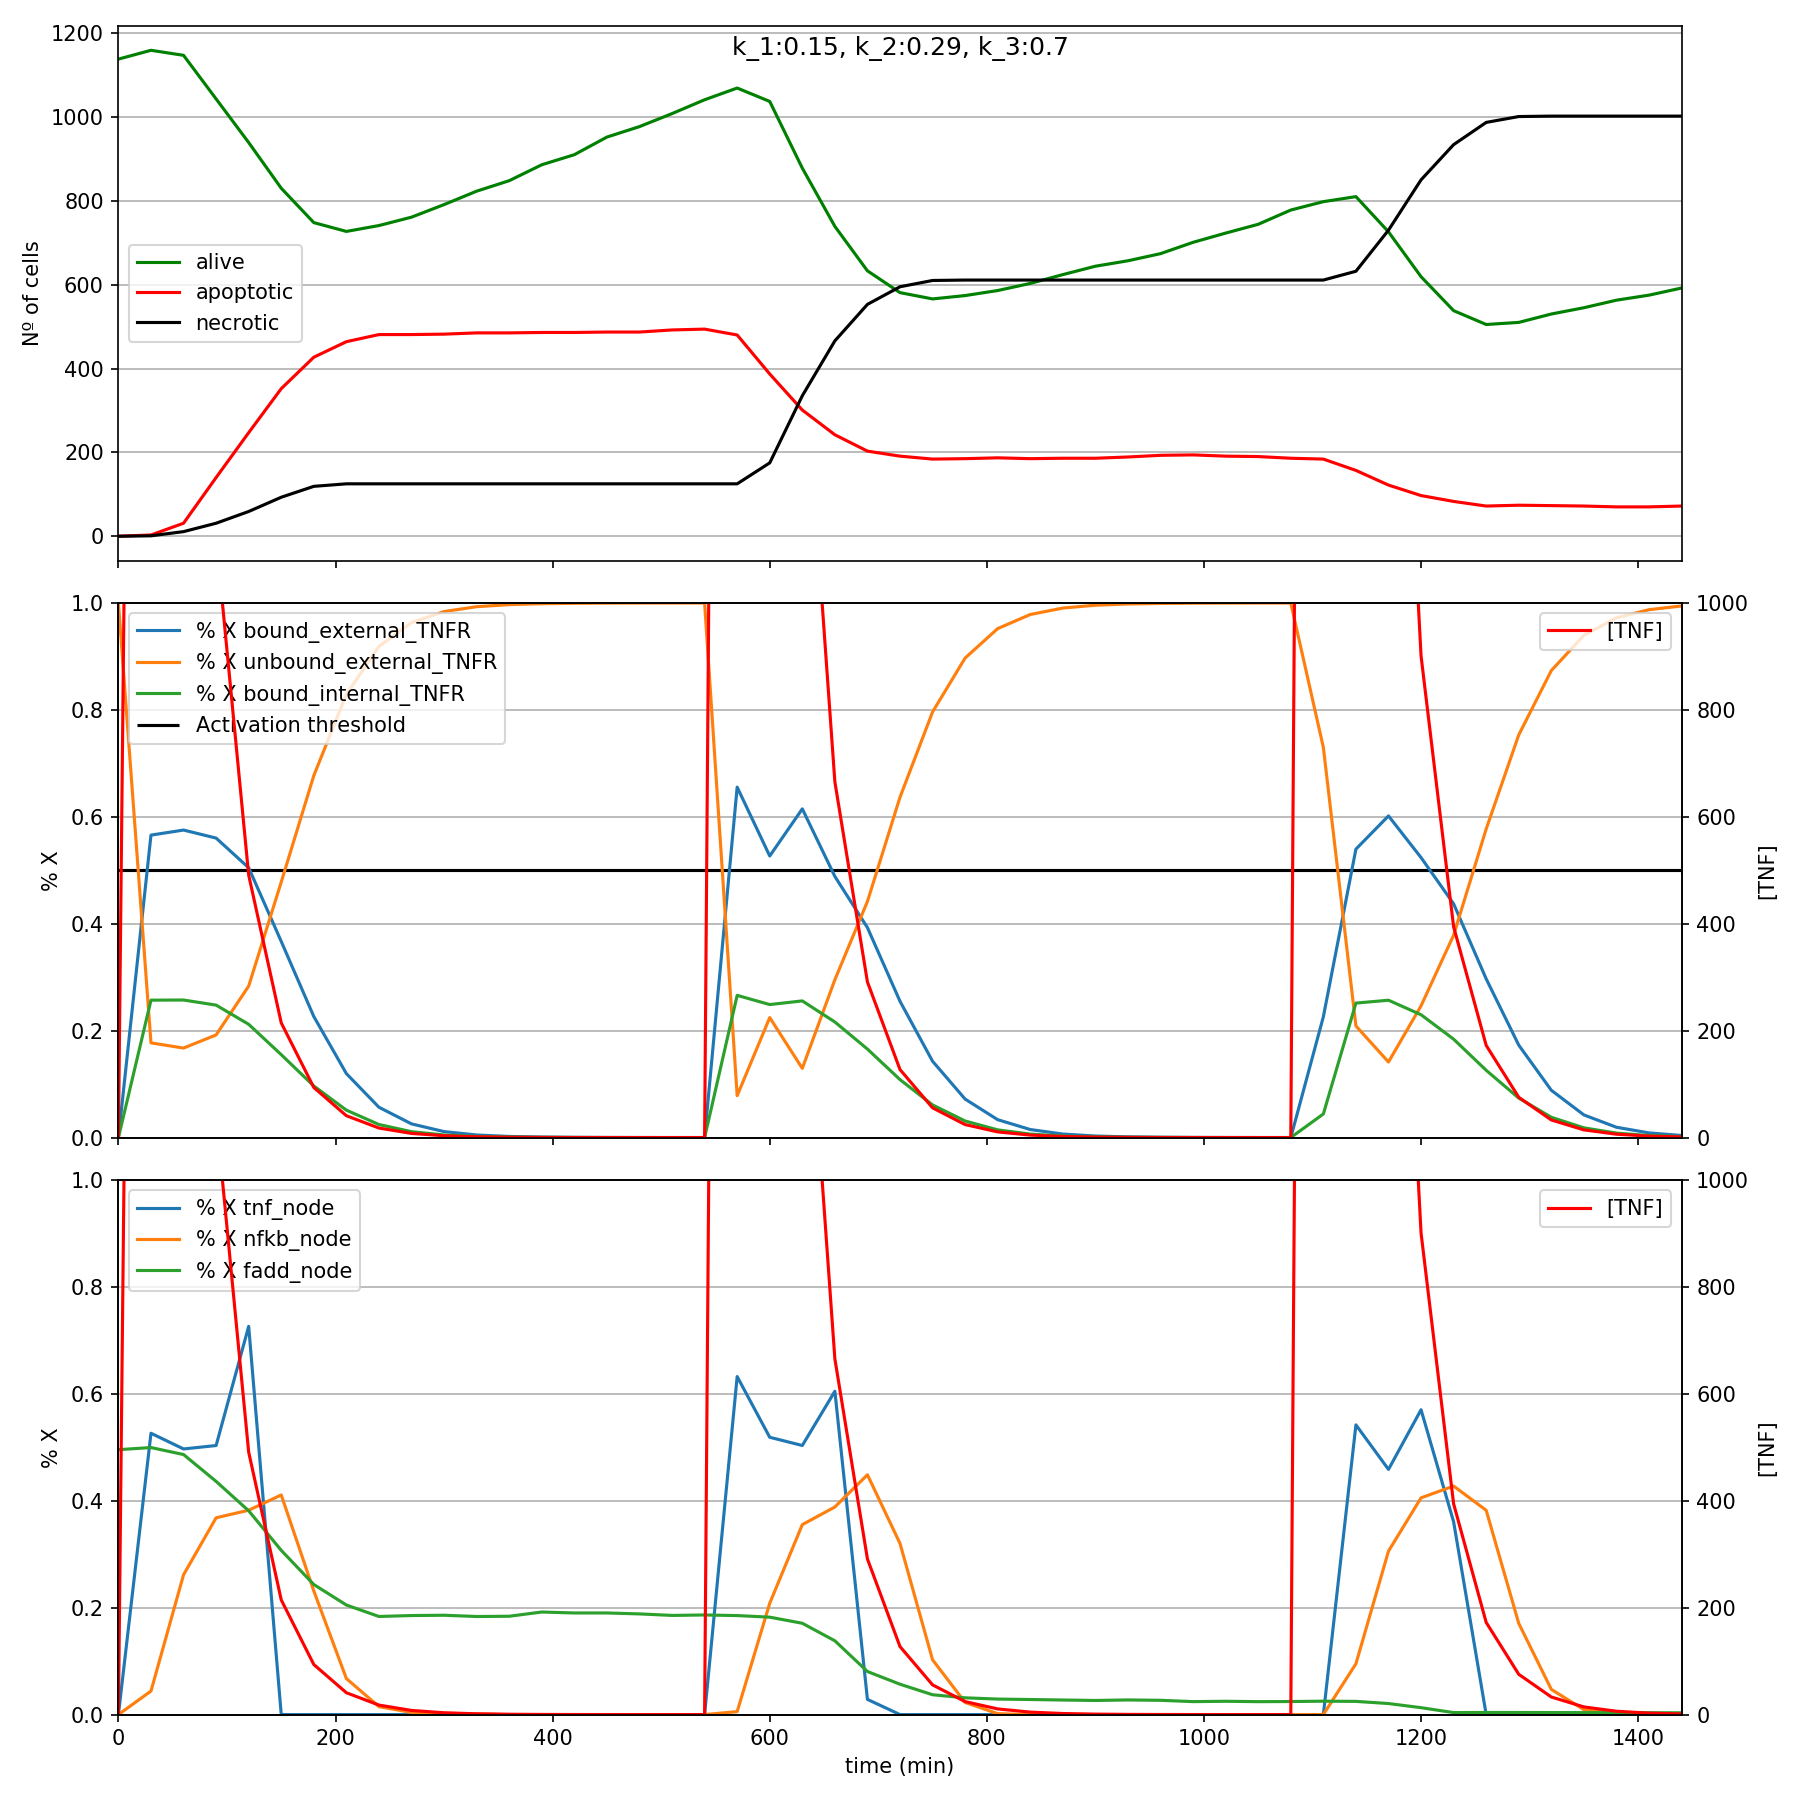 k_1:0.15, k_2:0.29, k_3:0.7
1200
1000
800
600
400
200
0
Nº of cells
alive
apoptotic
necrotic
1.0
0.8
0.6
0.4
0.2
0.0
% X
% X bound_external_TNFR
% X unbound_external_TNFR
% X bound_internal_TNFR
Activation threshold
[TNF]
1000
800
600
400
200
0
[TNF]
1.0
0.8
0.6
0.4
0.2
0.0
% X
% X tnf_node
% X nfkb_node
% X fadd_node
[TNF]
1000
800
600
400
200
0
[TNF]
0 200 400 600 800 1000 1200 1400
time (min)